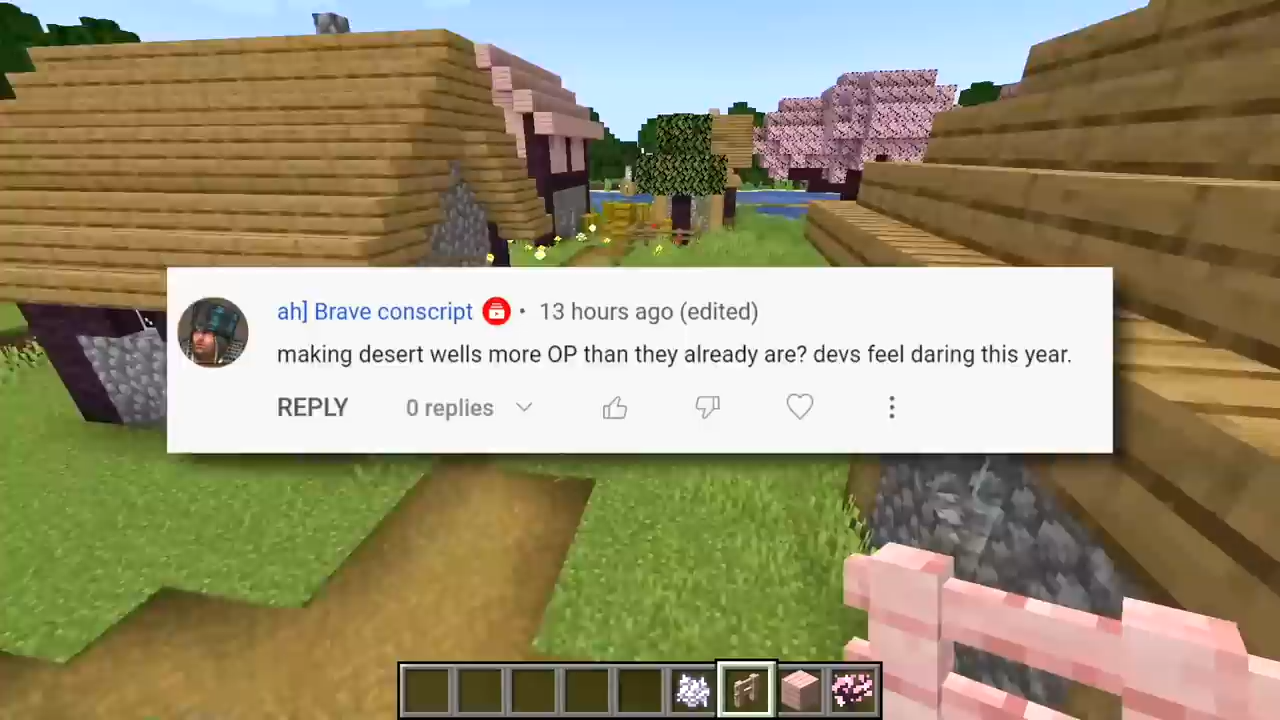 ah] Brave conscript • 13 hours ago (edited)
making desert wells more OP than they already are? devs feel daring this year.
REPLY 0 replies